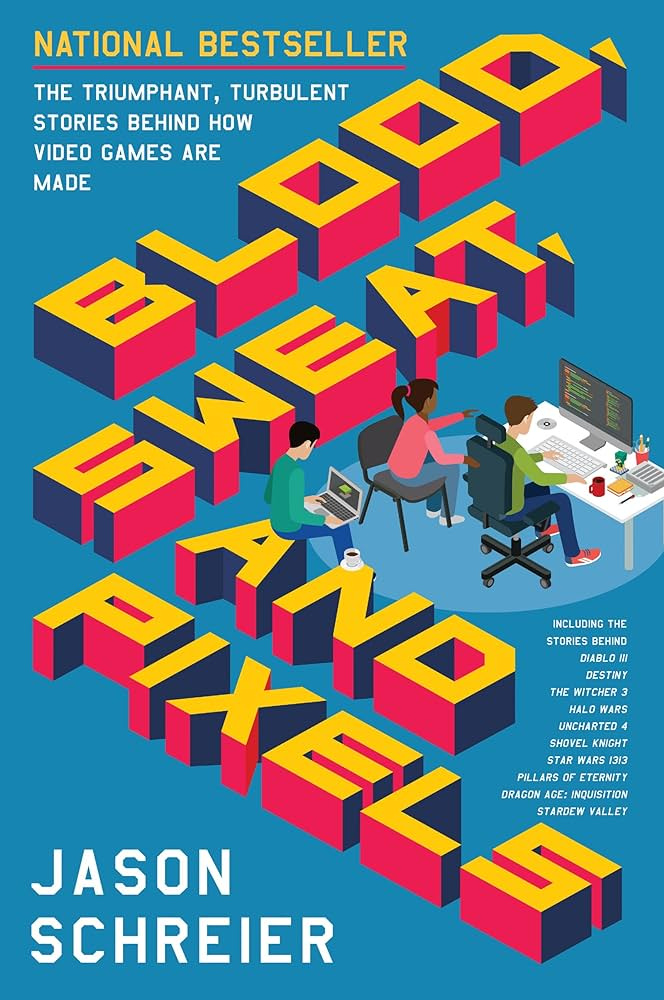 NATIONAL BESTSELLER
THE TRIUMPHANT, TURBULENT
STORIES BEHIND HOW
VIDEO GAMES ARE
MADE
BLOOD,
SWEAT,
AND
PIXELS
INCLUDING THE
STORIES BEHIND
DIABLO III
DESTINY
THE WITCHER 3
HALO WARS
UNCHARTED 4
SHOVEL KNIGHT
STAR WARS 1313
PILLARS OF ETERNITY
DRAGON AGE: INQUISITION
STARDEW VALLEY
JASON
SCHREIER